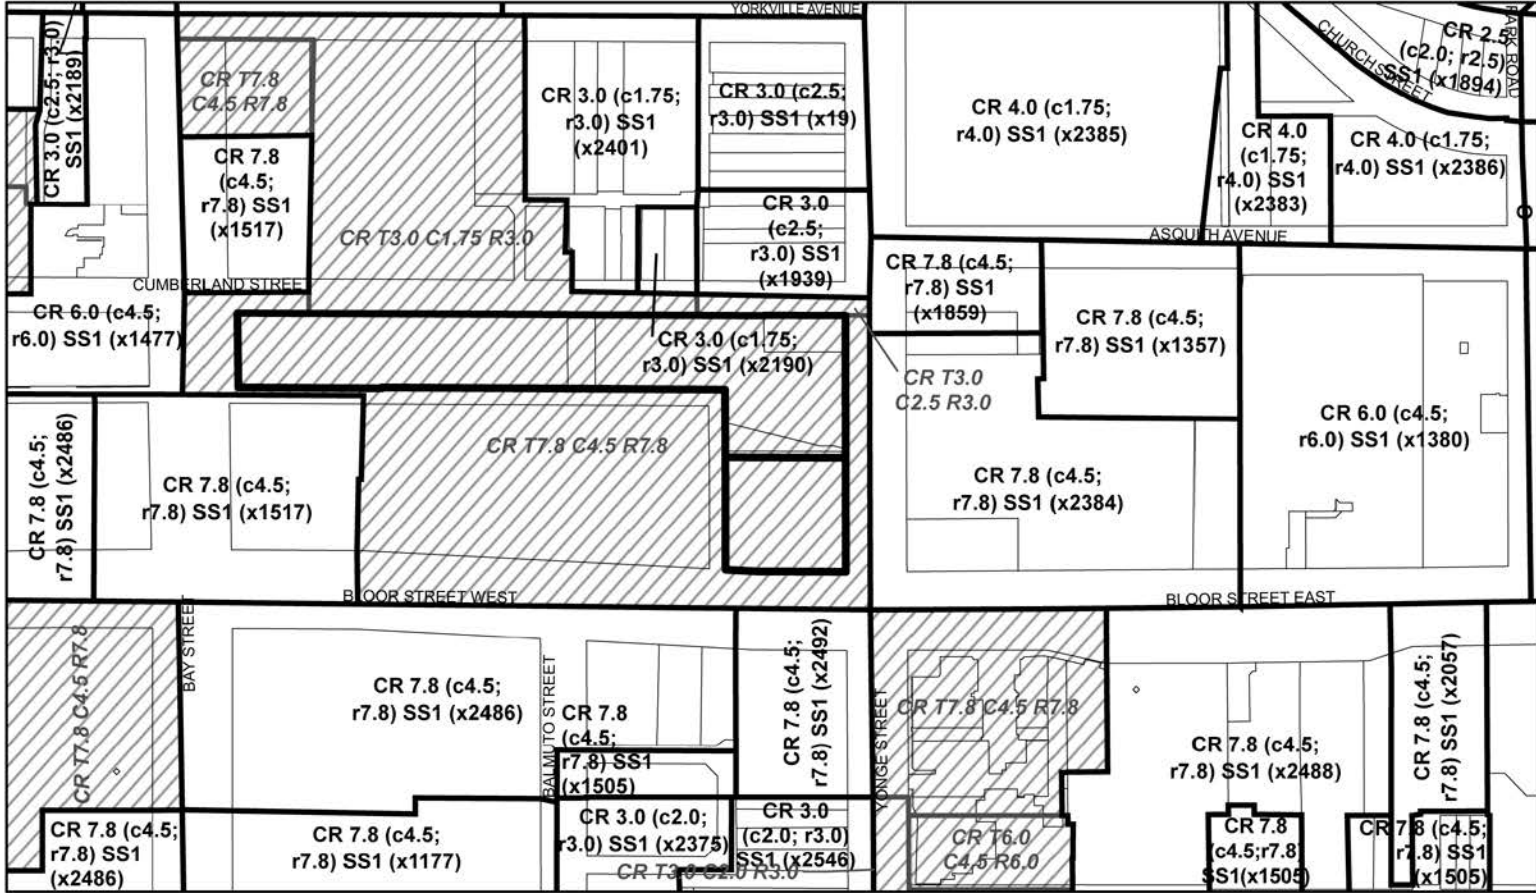 YORKVILLE AVENUE
CR 3.0 (c2.5; r3.0)
SS1 (x2189)
CR T7.8
C4.5 R7.8
CR 7.8
(c4.5;
r7.8) SS1
(x1517)
CR T3.0 C1.75 R3.0
CR 3.0 (c1.75;
r3.0) SS1
(x2401)
CR 3.0 (c2.5;
r3.0) SS1 (x19)
CR 3.0
(c2.5;
r3.0) SS1
(x1939)
CR 4.0 (c1.75;
r4.0) SS1 (x2385)
CR 4.0
(c1.75;
r4.0) SS1
(x2383)
CR 4.0 (c1.75;
r4.0) SS1 (x2386)
CR 2.5
(c2.0; r2.5)
SS1 (x1894)
CHURCH STREET
PARK ROAD
ASQUITH AVENUE
CUMBERLAND STREET
CR 6.0 (c4.5;
r6.0) SS1 (x1477)
CR 3.0 (c1.75;
r3.0) SS1 (x2190)
CR T3.0
C2.5 R3.0
CR 7.8 (c4.5;
r7.8) SS1
(x1859)
CR 7.8 (c4.5;
r7.8) SS1 (x1357)
CR 7.8 (c4.5;
r7.8) SS1 (x2486)
CR 7.8 (c4.5;
r7.8) SS1 (x1517)
CR T7.8 C4.5 R7.8
CR 7.8 (c4.5;
r7.8) SS1 (x2384)
CR 6.0 (c4.5;
r6.0) SS1 (x1380)
BLOOR STREET WEST
BLOOR STREET EAST
CR T7.8 C4.5 R7.8
BAY STREET
CR 7.8 (c4.5;
r7.8) SS1 (x2486)
BALMUTO STREET
CR 7.8
(c4.5;
r7.8) SS1
(x1505)
CR 7.8 (c4.5;
r7.8) SS1 (x2492)
YONGE STREET
CR T7.8 C4.5 R7.8
CR 7.8 (c4.5;
r7.8) SS1 (x2488)
CR 7.8 (c4.5;
r7.8) SS1 (x2057)
CR 7.8 (c4.5;
r7.8) SS1
(x2486)
CR 7.8 (c4.5;
r7.8) SS1 (x1177)
CR 3.0 (c2.0;
r3.0) SS1 (x2375)
CR T3.0 C2.0 R3.0
CR 3.0
(c2.0; r3.0)
SS1 (x2546)
CR T6.0
C4.5 R6.0
CR 7.8
(c4.5;r7.8)
SS1(x1505)
CR 7.8 (c4.5;
r7.8) SS1
(x1505)